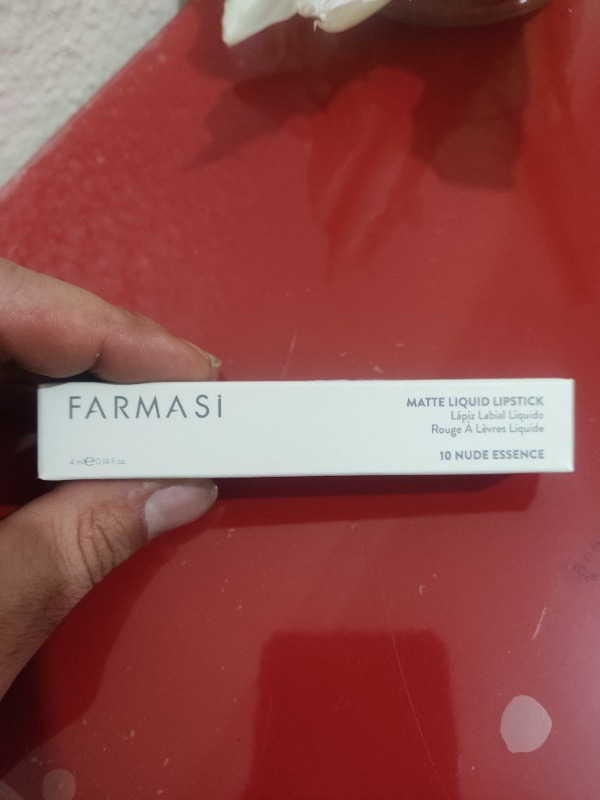 FARMASi
MATTE LIQUID LIPSTICK
Lápiz Labial Líquido
Rouge À Lèvres Liquide
4 ml ℮ 0.14 fl.oz
10 NUDE ESSENCE